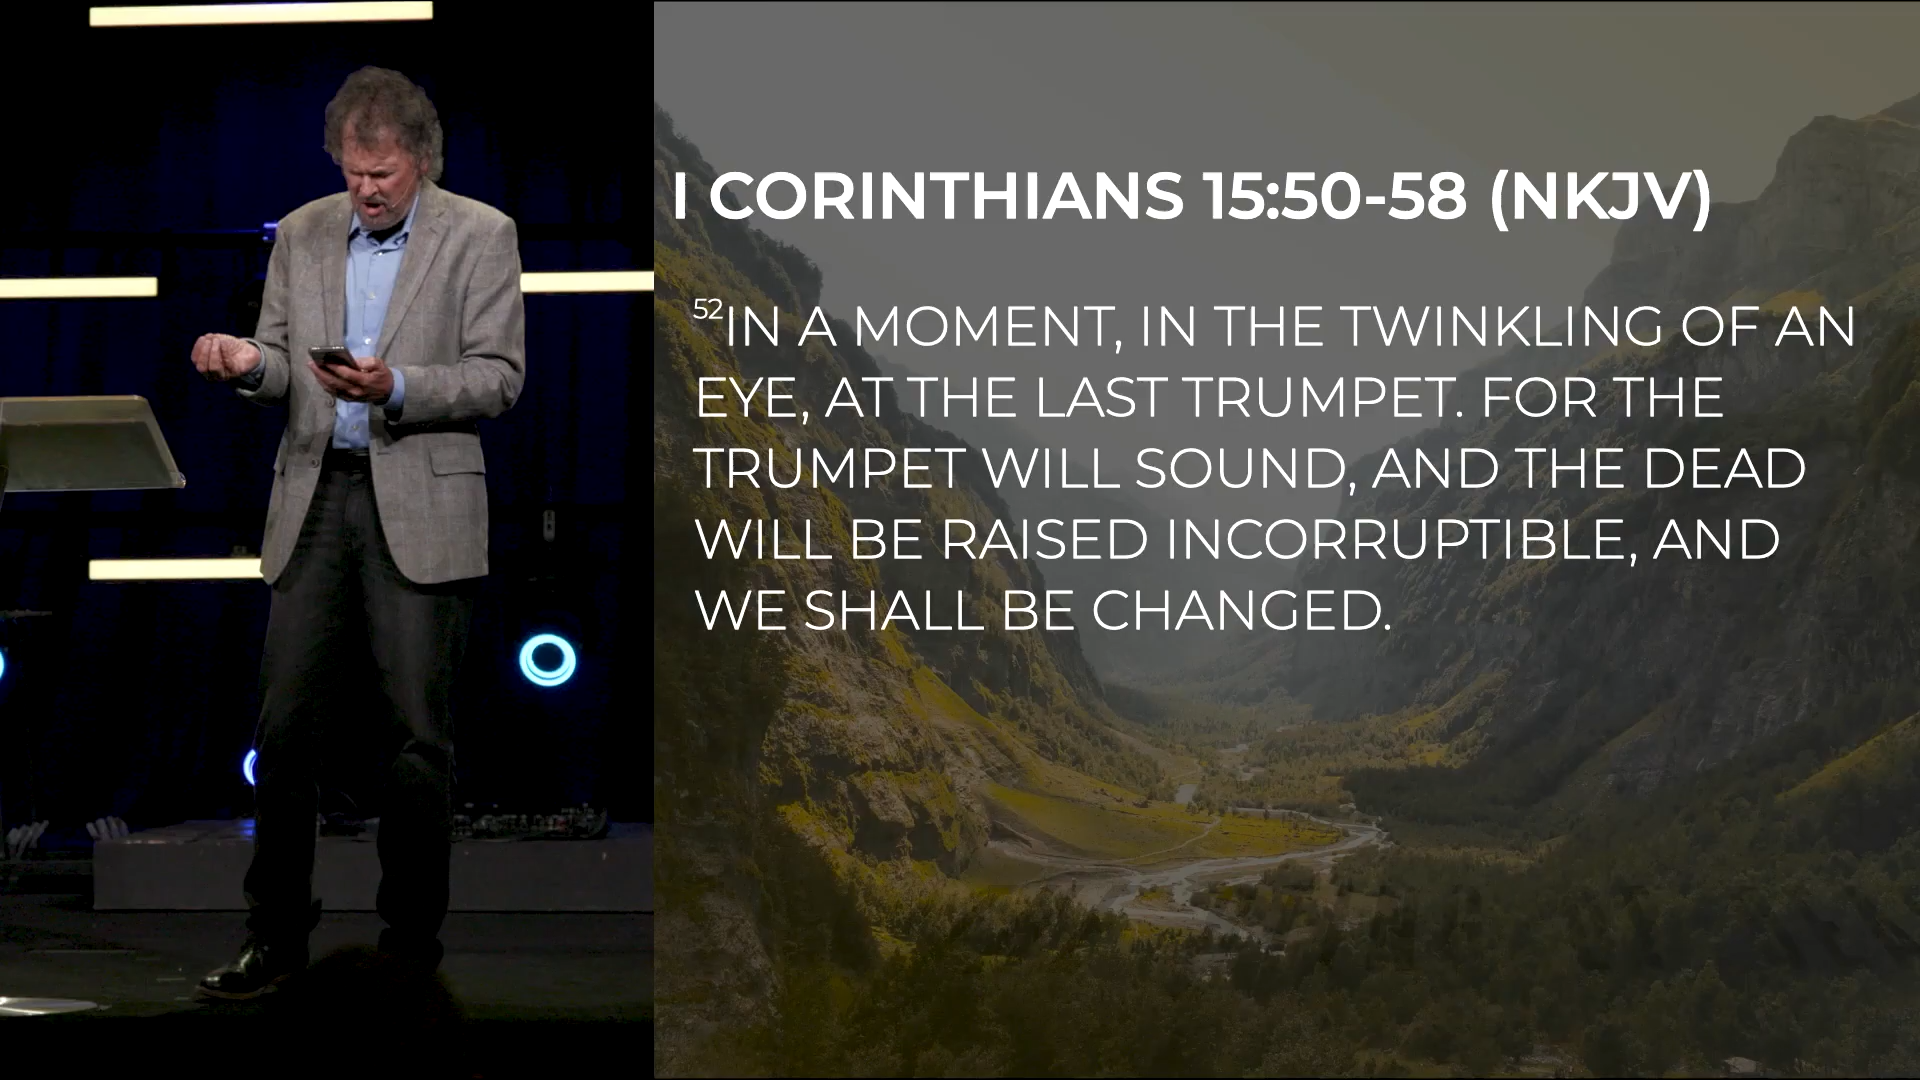 I CORINTHIANS 15:50-58 (NKJV)
52IN A MOMENT, IN THE TWINKLING OF AN
EYE, AT THE LAST TRUMPET. FOR THE
TRUMPET WILL SOUND, AND THE DEAD
WILL BE RAISED INCORRUPTIBLE, AND
WE SHALL BE CHANGED.